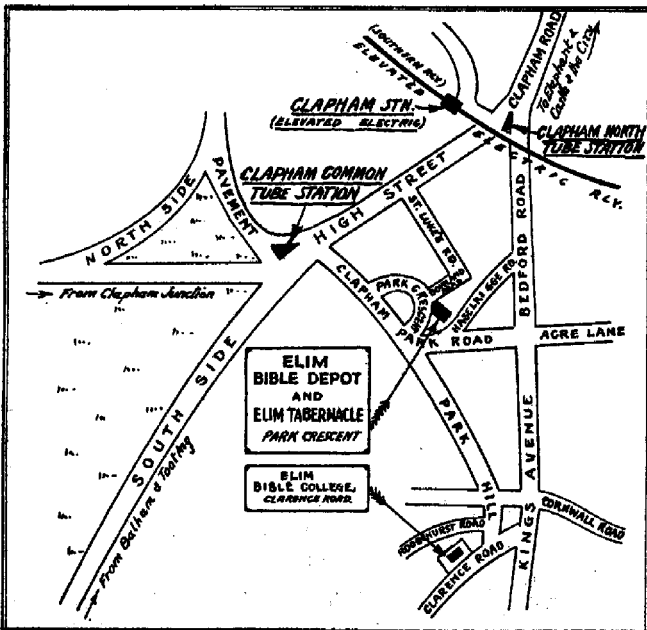 (SOUTHERN RLY)
ELEVATED
ELECTRIC RLY.
CLAPHAM ROAD
To Elephant &
Castle & the City
CLAPHAM STN.
(ELEVATED ELECTRIC)
CLAPHAM NORTH
TUBE STATION
CLAPHAM COMMON
TUBE STATION
NORTH SIDE
PAVEMENT
HIGH STREET
ST. LUKE'S RD.
BEDFORD ROAD
PARK CRES
CRESCENT
From Clapham Junction
CLAPHAM PARK ROAD
ACRE LANE
SOUTH SIDE
ELIM
BIBLE DEPOT
AND
ELIM TABERNACLE
PARK CRESCENT
PARK HILL
KINGS AVENUE
ELIM
BIBLE COLLEGE,
CLARENCE ROAD.
CORNWALL ROAD
ROAD
CLARENCE ROAD
From Balham & Tooting